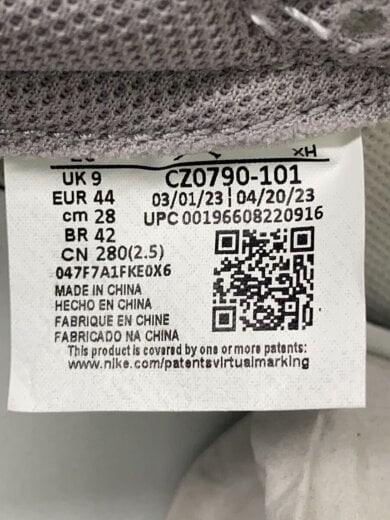 XH
UK 9 CZ0790-101
EUR 44 03/01/23 | 04/20/23
cm 28 UPC 00196608220916
BR 42
CN 280(2.5)
047F7A1FKE0X6
MADE IN CHINA
HECHO EN CHINA
FABRIQUE EN CHINE
FABRICADO NA CHINA
This product is covered by one or more patents:
www.nike.com/patentsvirtualmarking